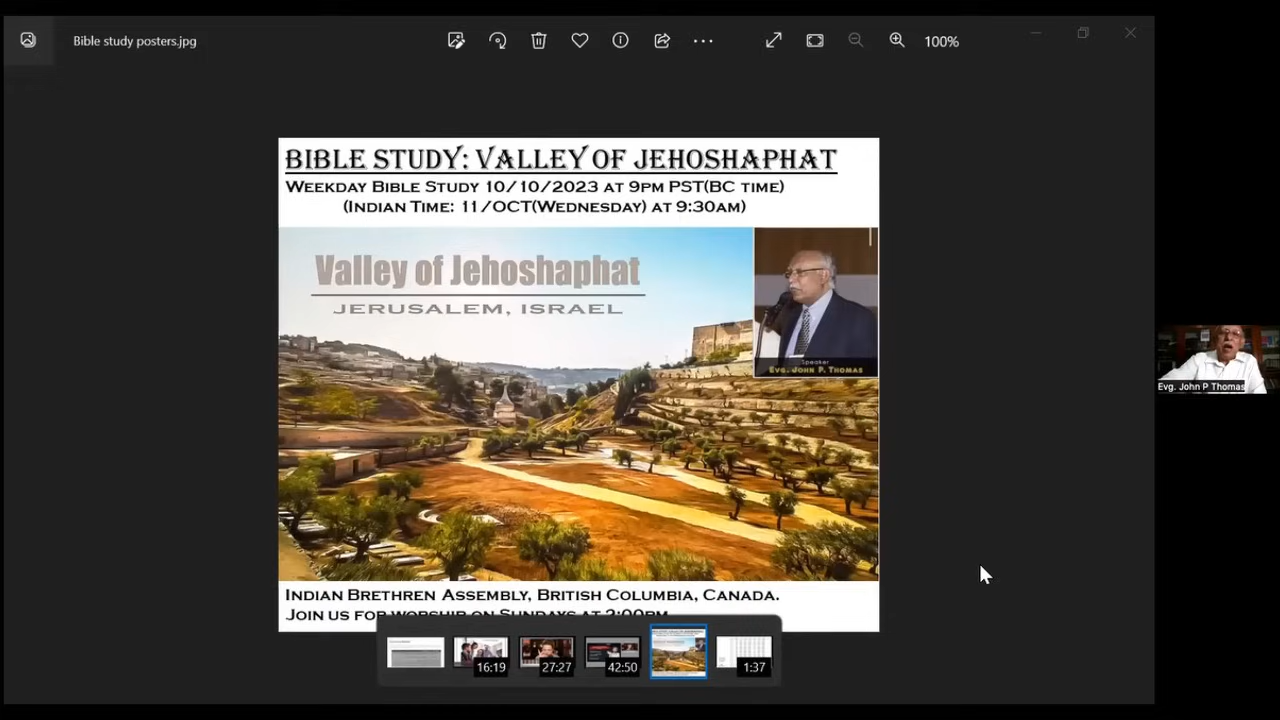 Bible study posters.jpg
100%
BIBLE STUDY: VALLEY OF JEHOSHAPHAT
WEEKDAY BIBLE STUDY 10/10/2023 AT 9PM PST(BC TIME)
(INDIAN TIME: 11/OCT(WEDNESDAY) AT 9:30AM)
Valley of Jehoshaphat
JERUSALEM, ISRAEL
Speaker
EVG. JOHN P. THOMAS
Evg. John P Thomas
INDIAN BRETHREN ASSEMBLY, BRITISH COLUMBIA, CANADA.
JOIN US FOR WORSHIP ON SUNDAYS AT 2:00PM
16:19
27:27
42:50
1:37